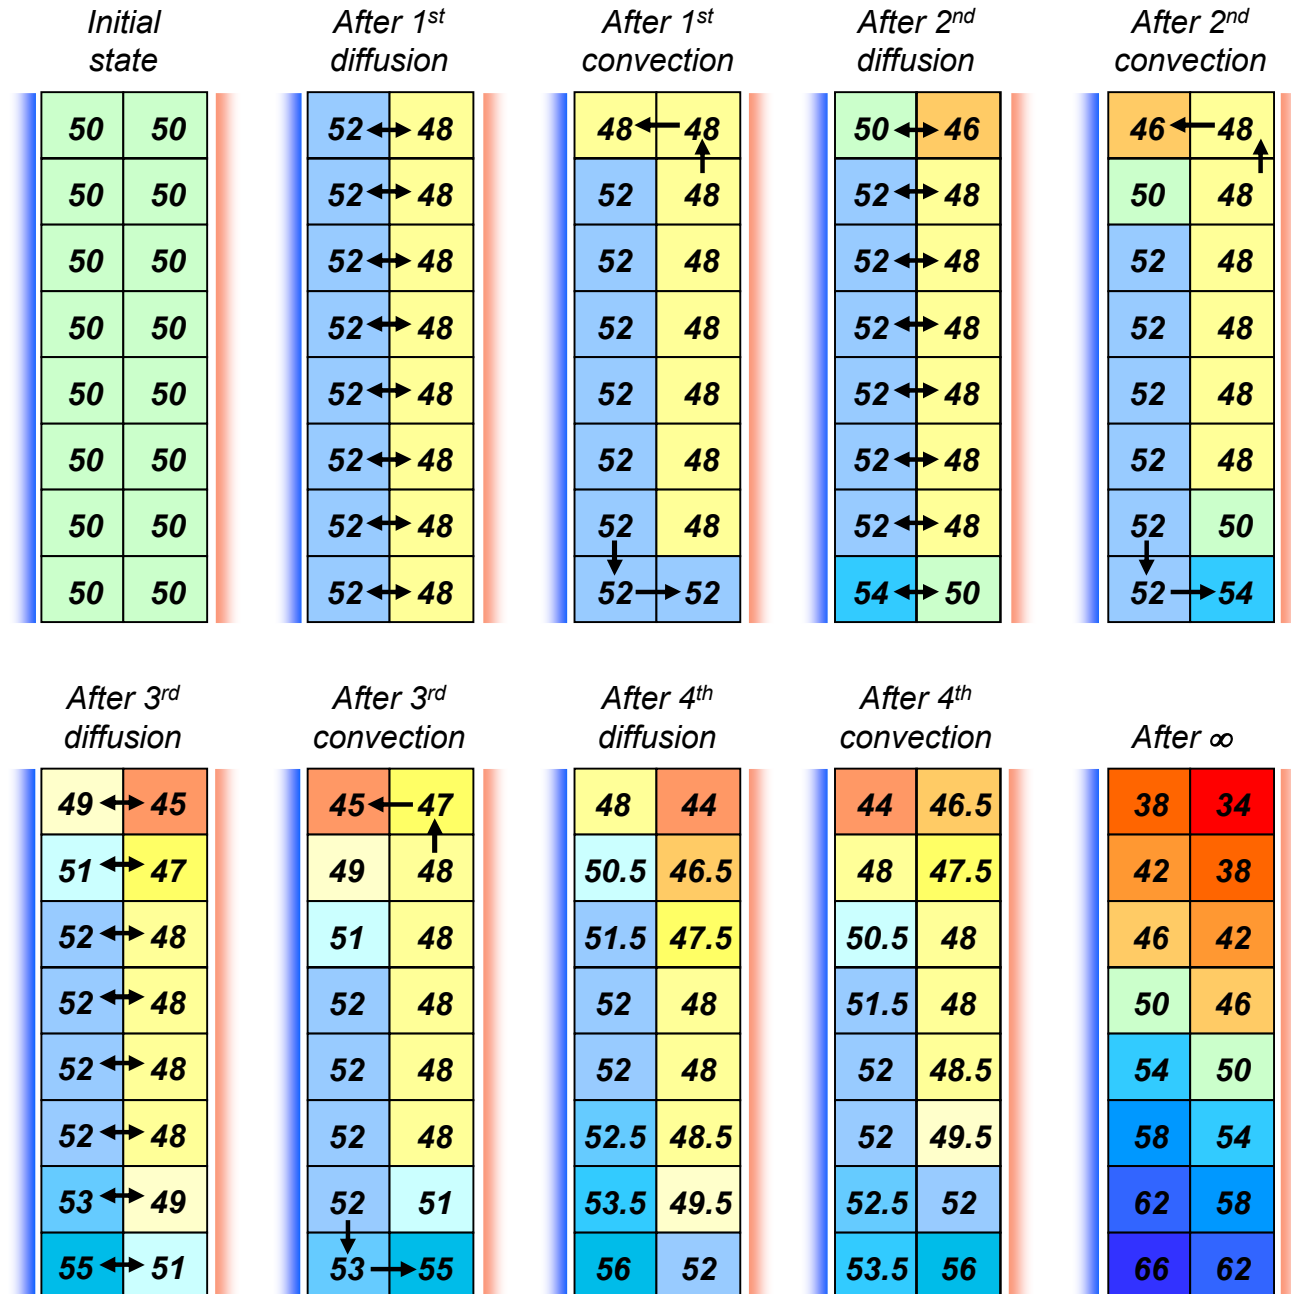 Initial state
After 1st diffusion
After 1st convection
After 2nd diffusion
After 2nd convection
50 50 52 48 48 48 50 46 46 48
50 50 52 48 52 48 52 48 50 48
50 50 52 48 52 48 52 48 52 48
50 50 52 48 52 48 52 48 52 48
50 50 52 48 52 48 52 48 52 48
50 50 52 48 52 48 52 48 52 48
50 50 52 48 52 48 52 48 52 50
50 50 52 48 52 52 54 50 52 54
After 3rd diffusion
After 3rd convection
After 4th diffusion
After 4th convection
After ∞
49 45 45 47 48 44 44 46.5 38 34
51 47 49 48 50.5 46.5 48 47.5 42 38
52 48 51 48 51.5 47.5 50.5 48 46 42
52 48 52 48 52 48 51.5 48 50 46
52 48 52 48 52 48 52 48.5 54 50
52 48 52 48 52.5 48.5 52 49.5 58 54
53 49 52 51 53.5 49.5 52.5 52 62 58
55 51 53 55 56 52 53.5 56 66 62